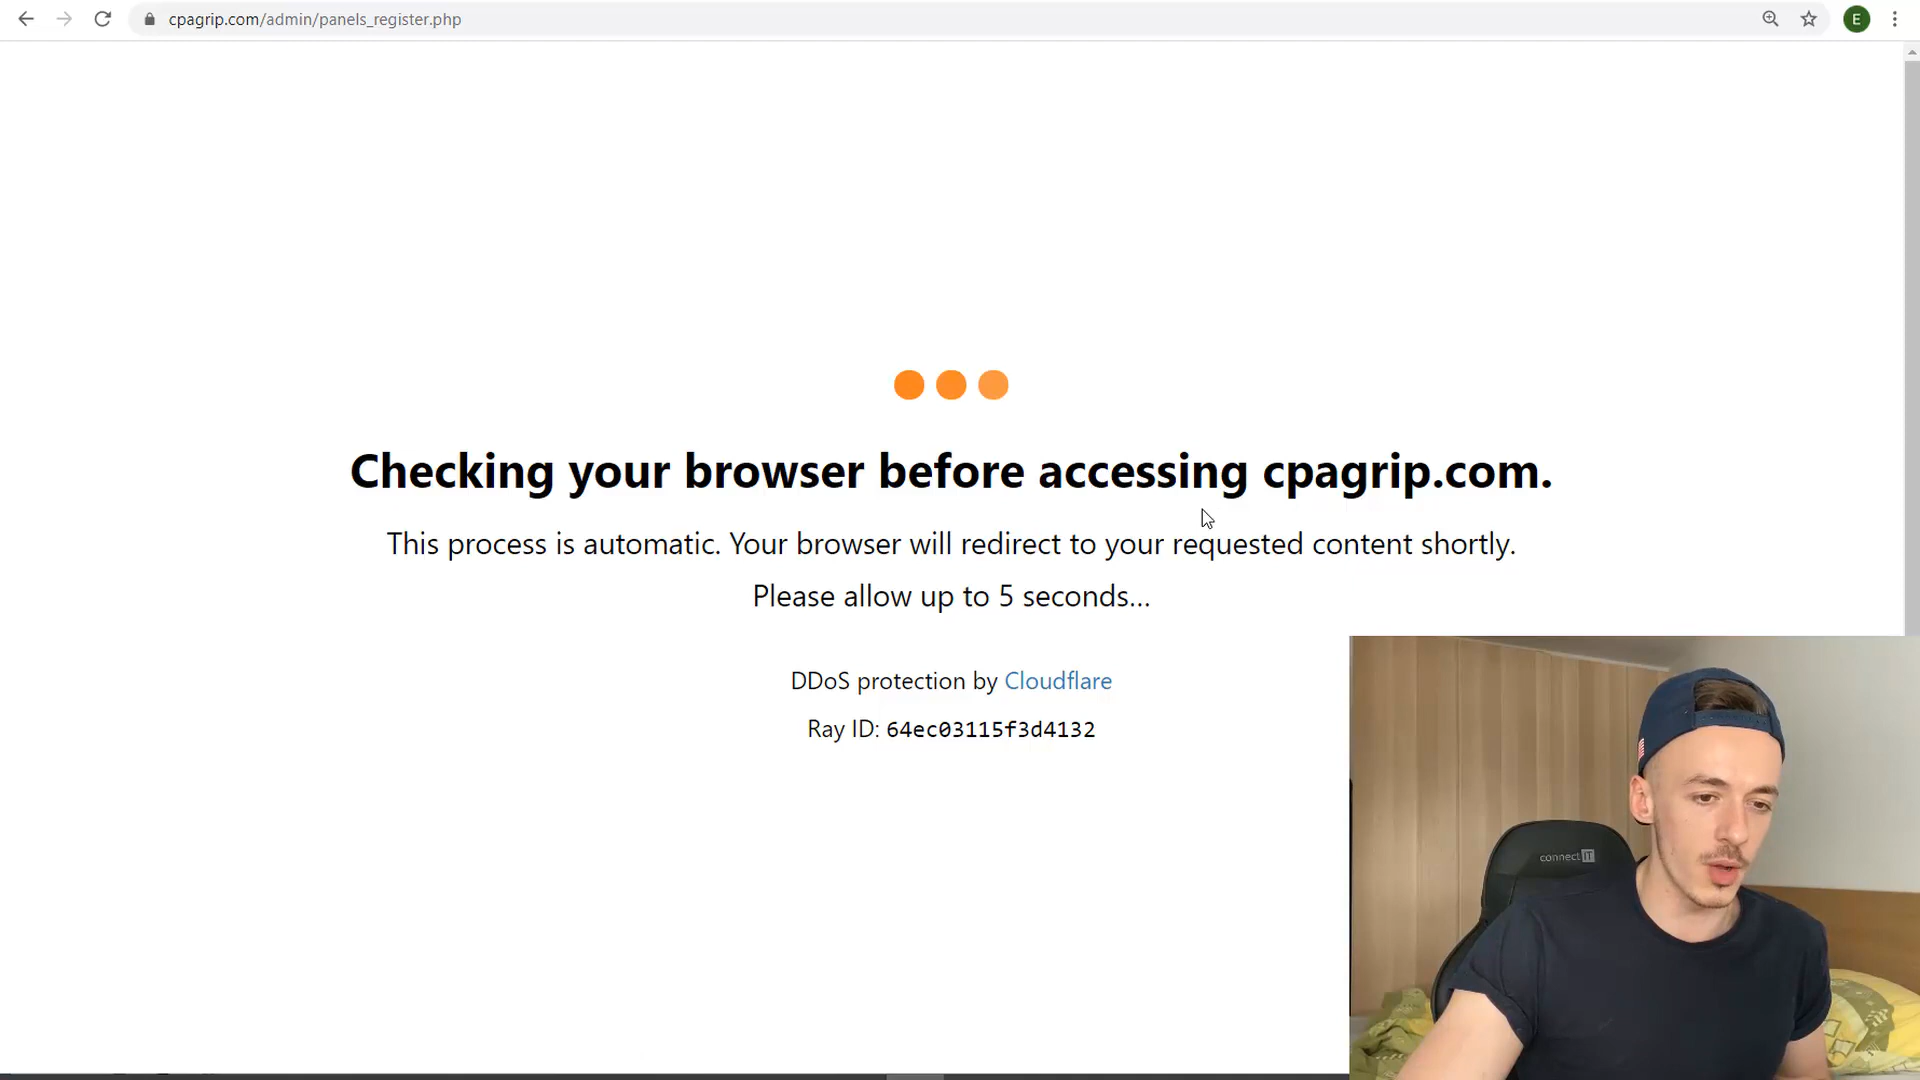 cpagrip.com/admin/panels_register.php
E
Checking your browser before accessing cpagrip.com.
This process is automatic. Your browser will redirect to your requested content shortly.
Please allow up to 5 seconds...
DDoS protection by Cloudflare
Ray ID: 64ec03115f3d4132
connect IT